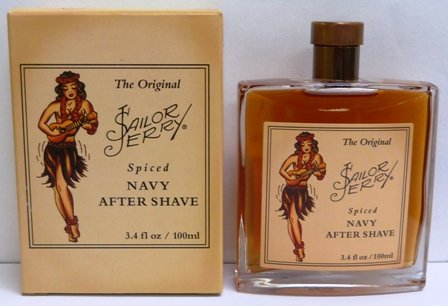 The Original
SAILOR
JERRY®
Spiced
NAVY
AFTER SHAVE
3.4 fl oz / 100ml
The Original
SAILOR
JERRY®
Spiced
NAVY
AFTER SHAVE
3.4 fl oz / 100ml